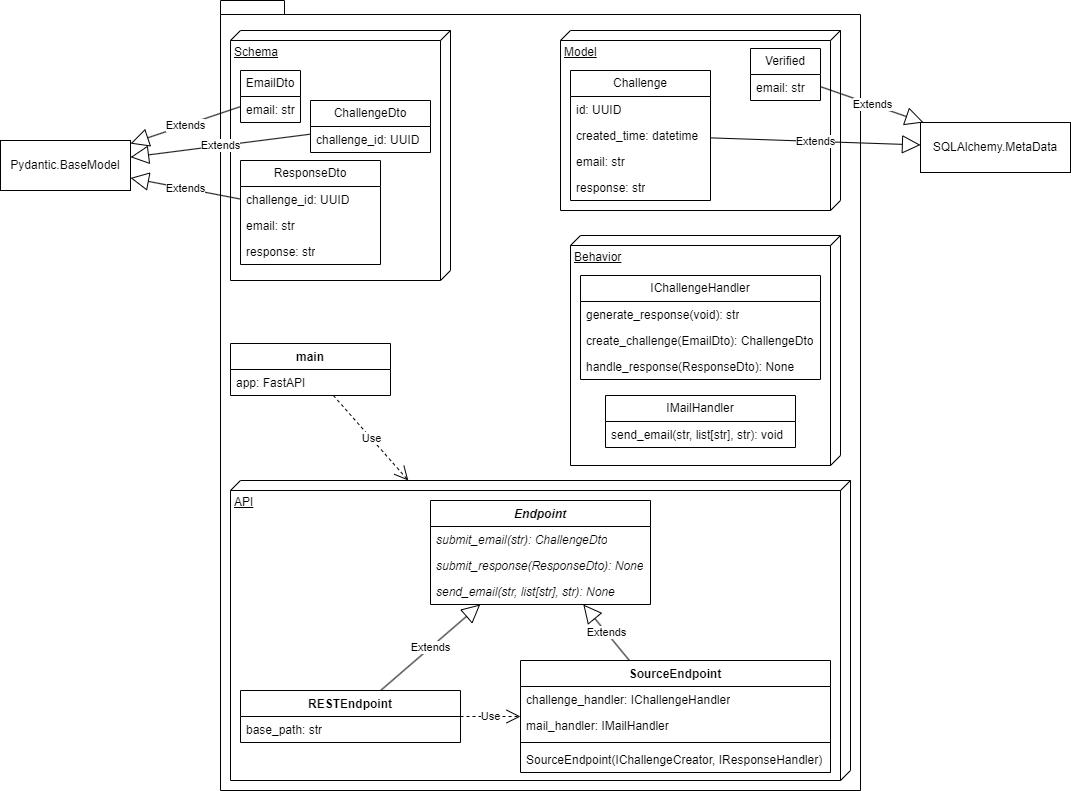 Schema
EmailDto
email: str
ChallengeDto
challenge_id: UUID
ResponseDto
challenge_id: UUID
email: str
response: str
Pydantic.BaseModel
Extends
Extends
Extends
Model
Challenge
id: UUID
created_time: datetime
email: str
response: str
Verified
email: str
Extends
Extends
SQLAlchemy.MetaData
Behavior
IChallengeHandler
generate_response(void): str
create_challenge(EmailDto): ChallengeDto
handle_response(ResponseDto): None
IMailHandler
send_email(str, list[str], str): void
main
app: FastAPI
Use
API
Endpoint
submit_email(str): ChallengeDto
submit_response(ResponseDto): None
send_email(str, list[str], str): None
Extends
Extends
RESTEndpoint
base_path: str
Use
SourceEndpoint
challenge_handler: IChallengeHandler
mail_handler: IMailHandler
SourceEndpoint(IChallengeCreator, IResponseHandler)